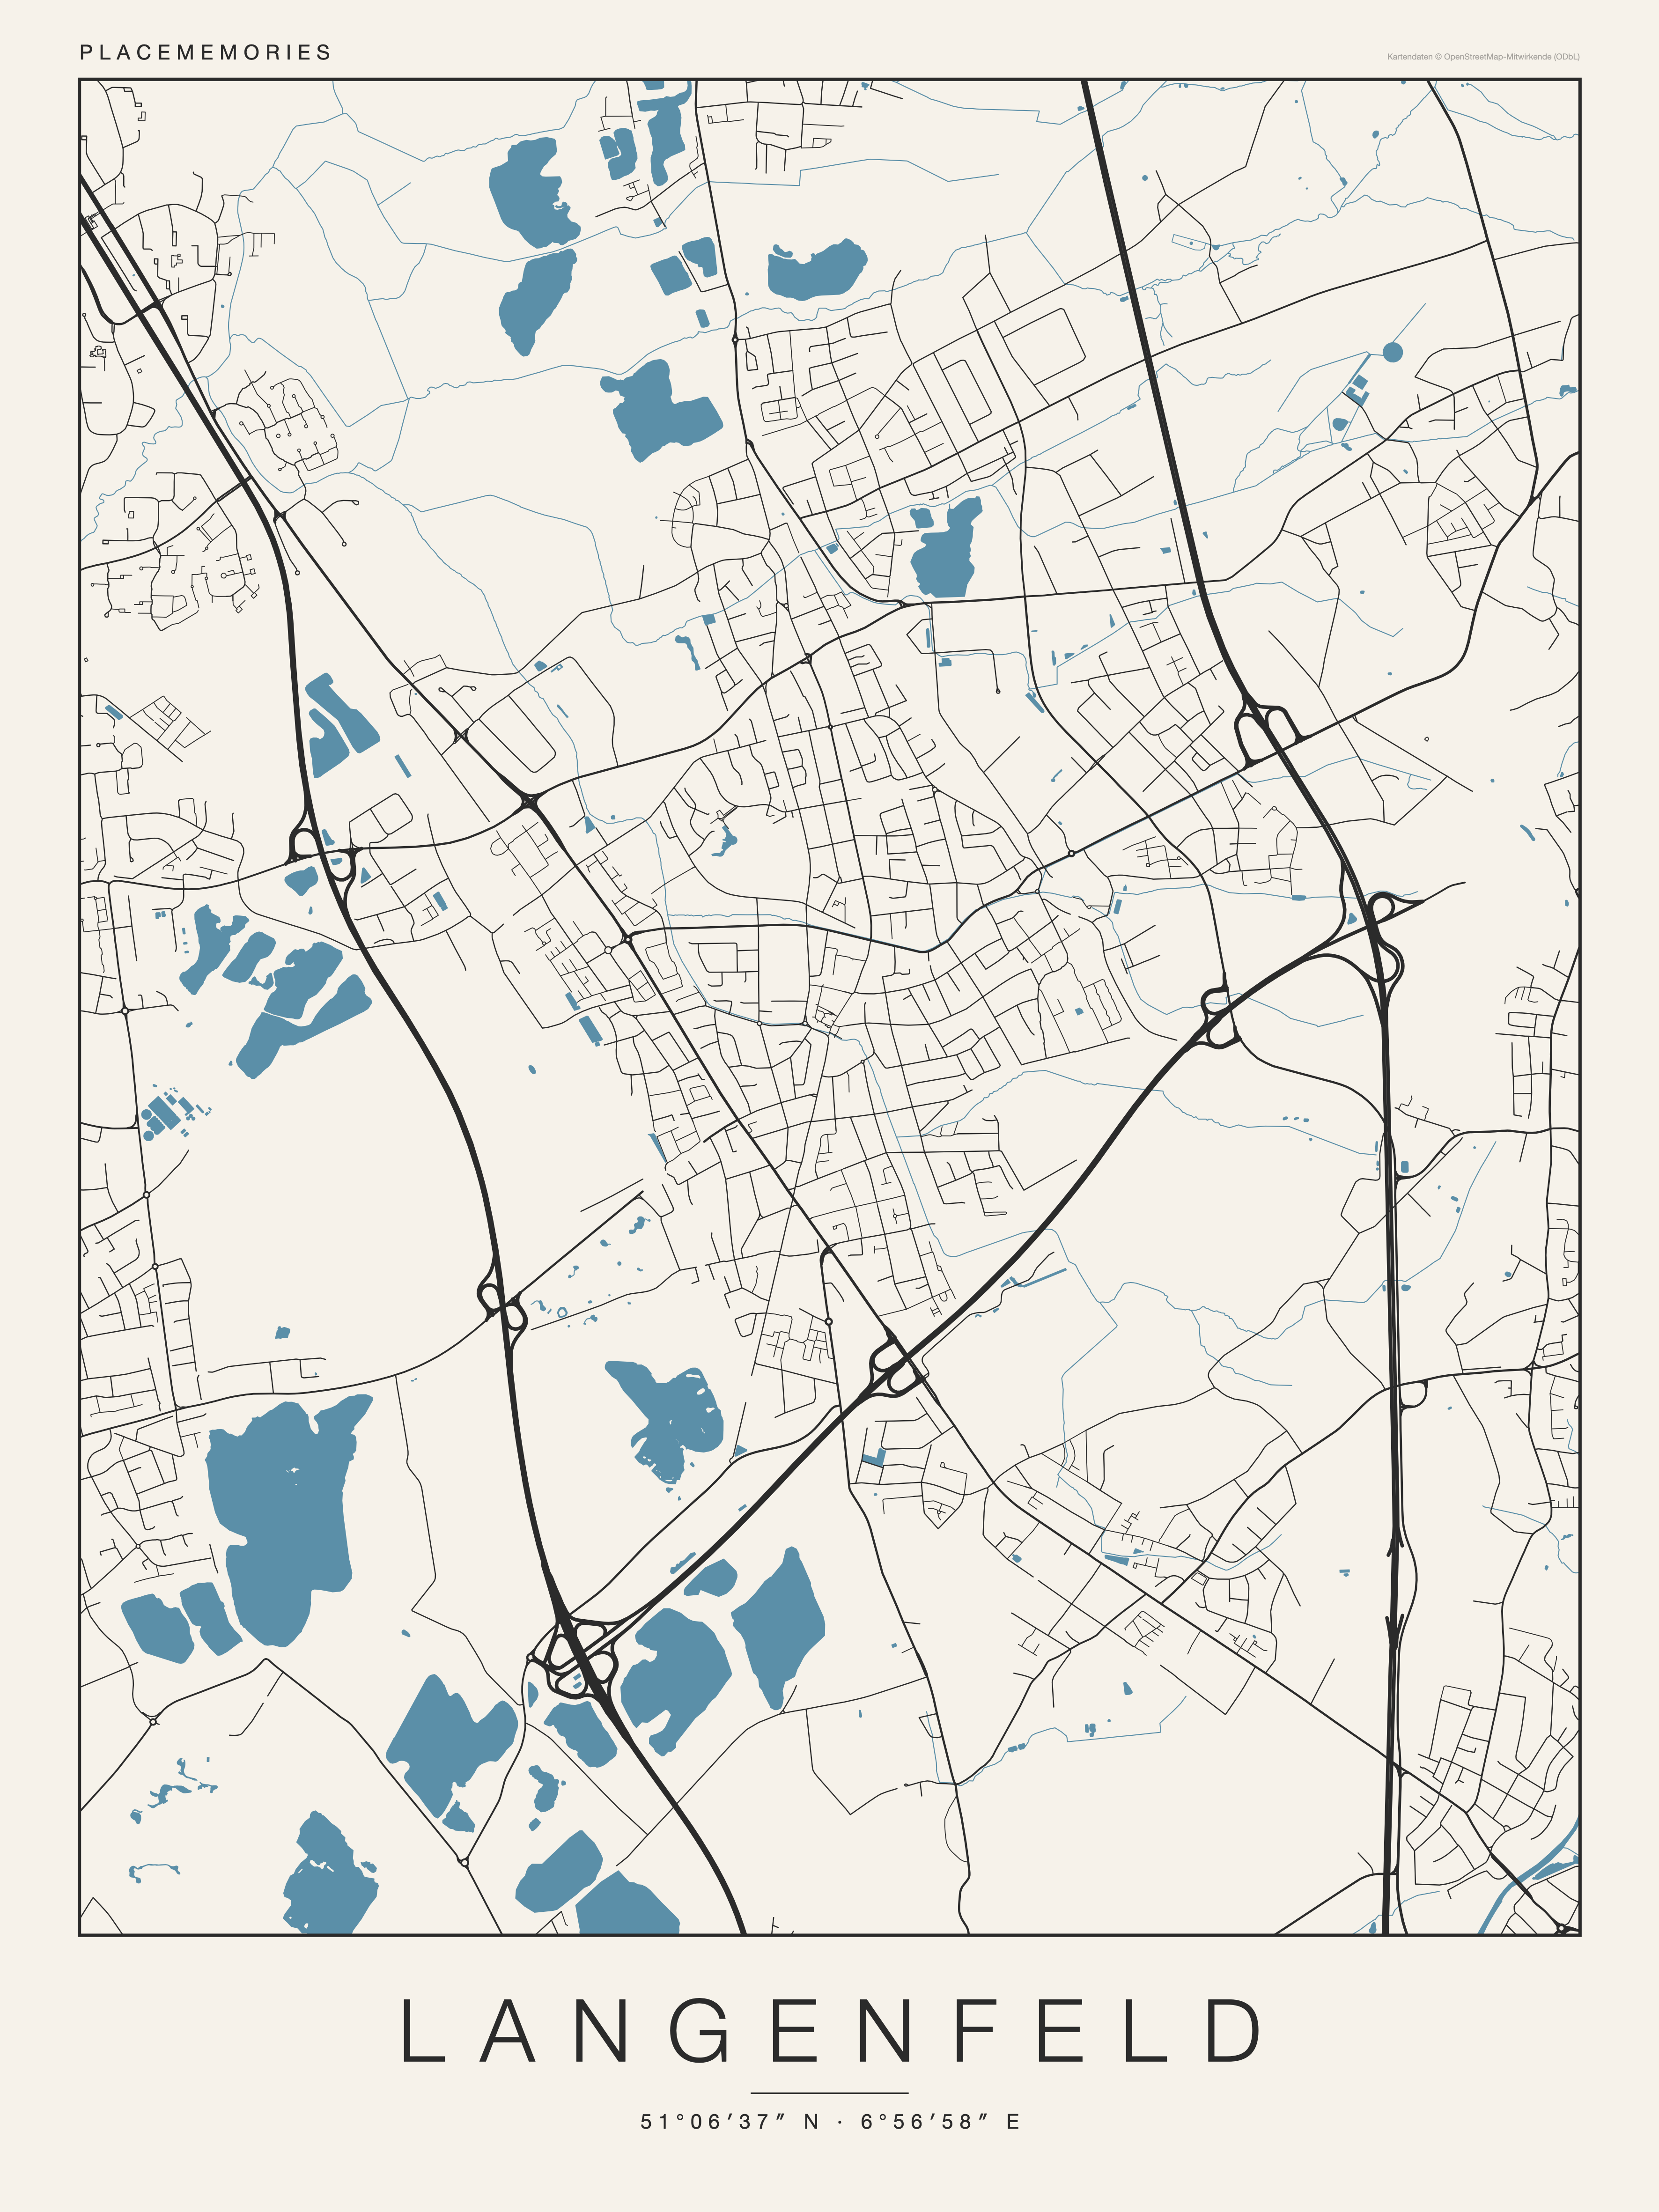 PLACEMEMORIES
Kartendaten © OpenStreetMap-Mitwirkende (ODbL)
LANGENFELD
51°06′37″ N · 6°56′58″ E